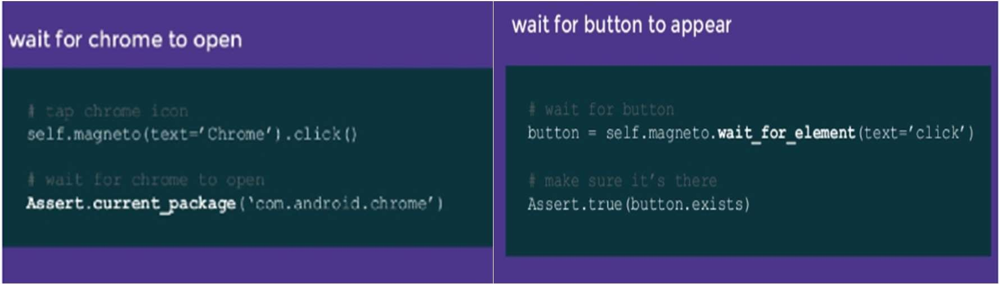 wait for chrome to open
# tap chrome icon
self.magneto(text=’Chrome’).click()
# wait for chrome to open
Assert.current_package(‘com.android.chrome’)
wait for button to appear
# wait for button
button = self.magneto.wait_for_element(text=’click’)
# make sure it’s there
Assert.true(button.exists)